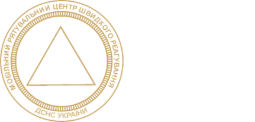 МОБІЛЬНИЙ РЯТУВАЛЬНИЙ ЦЕНТР ШВИДКОГО РЕАГУВАННЯ
ДСНС УКРАЇНИ